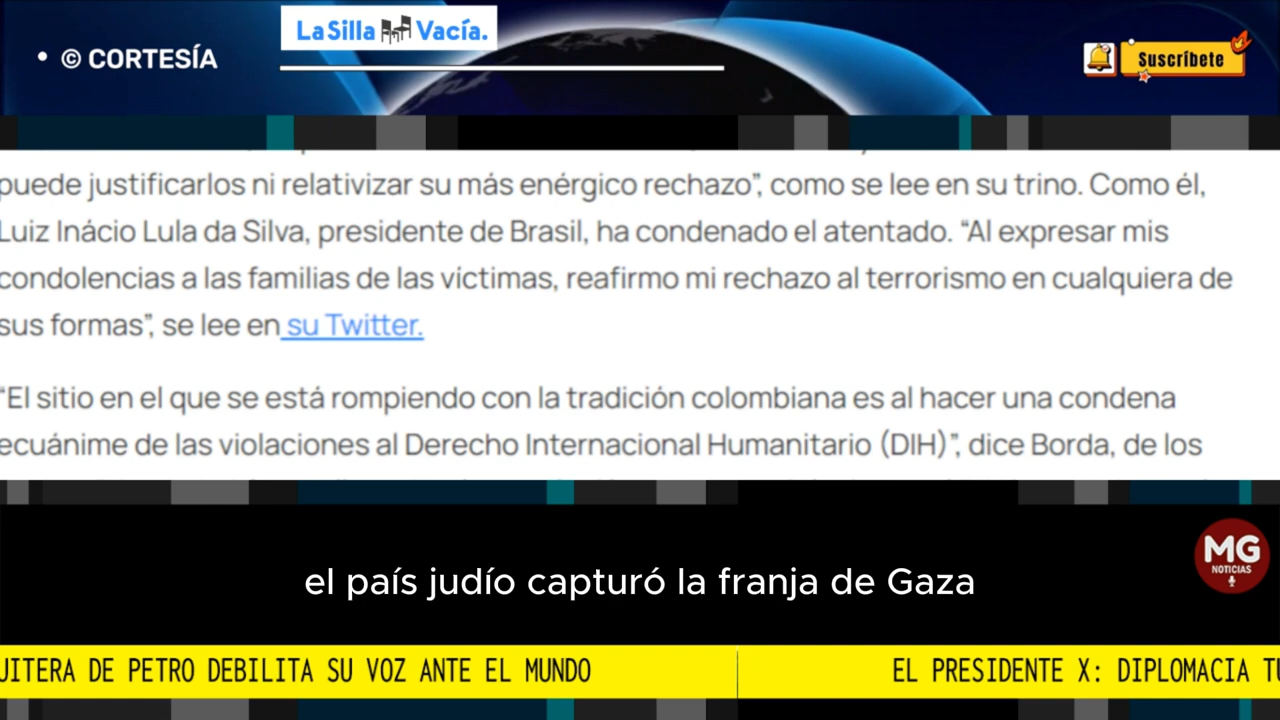 La Silla Vacía.
• © CORTESÍA
Suscríbete
puede justificarlos ni relativizar su más enérgico rechazo”, como se lee en su trino. Como él,
Luiz Inácio Lula da Silva, presidente de Brasil, ha condenado el atentado. “Al expresar mis
condolencias a las familias de las víctimas, reafirmo mi rechazo al terrorismo en cualquiera de
sus formas”, se lee en su Twitter.
“El sitio en el que se está rompiendo con la tradición colombiana es al hacer una condena
ecuánime de las violaciones al Derecho Internacional Humanitario (DIH)”, dice Borda, de los
MG
NOTICIAS
el país judío capturó la franja de Gaza
UITERA DE PETRO DEBILITA SU VOZ ANTE EL MUNDO
EL PRESIDENTE X: DIPLOMACIA TU